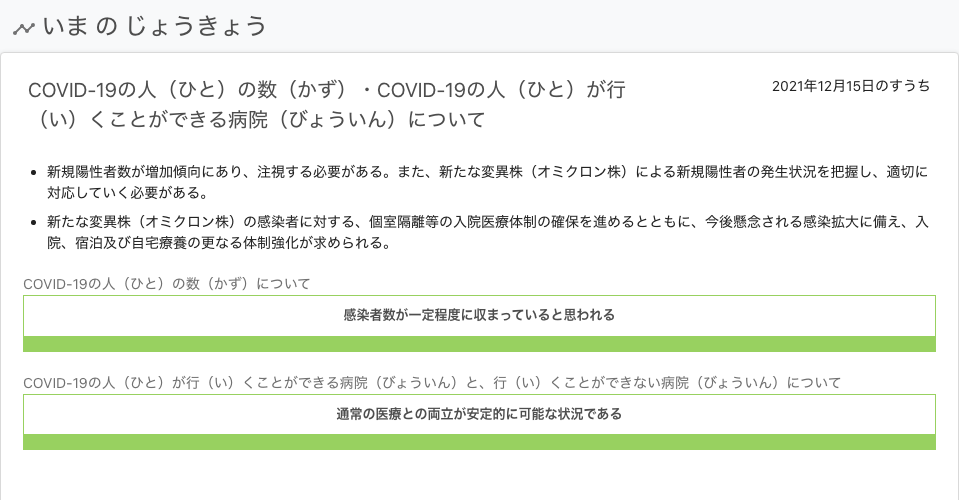 いま の じょうきょう
COVID-19の人（ひと）の数（かず）・COVID-19の人（ひと）が行
（い）くことができる病院（びょういん）について
2021年12月15日のすうち
• 新規陽性者数が増加傾向にあり、注視する必要がある。また、新たな変異株（オミクロン株）による新規陽性者の発生状況を把握し、適切に
対応していく必要がある。
• 新たな変異株（オミクロン株）の感染者に対する、個室隔離等の入院医療体制の確保を進めるとともに、今後懸念される感染拡大に備え、入
院、宿泊及び自宅療養の更なる体制強化が求められる。
COVID-19の人（ひと）の数（かず）について
感染者数が一定程度に収まっていると思われる
COVID-19の人（ひと）が行（い）くことができる病院（びょういん）と、行（い）くことができない病院（びょういん）について
通常の医療との両立が安定的に可能な状況である